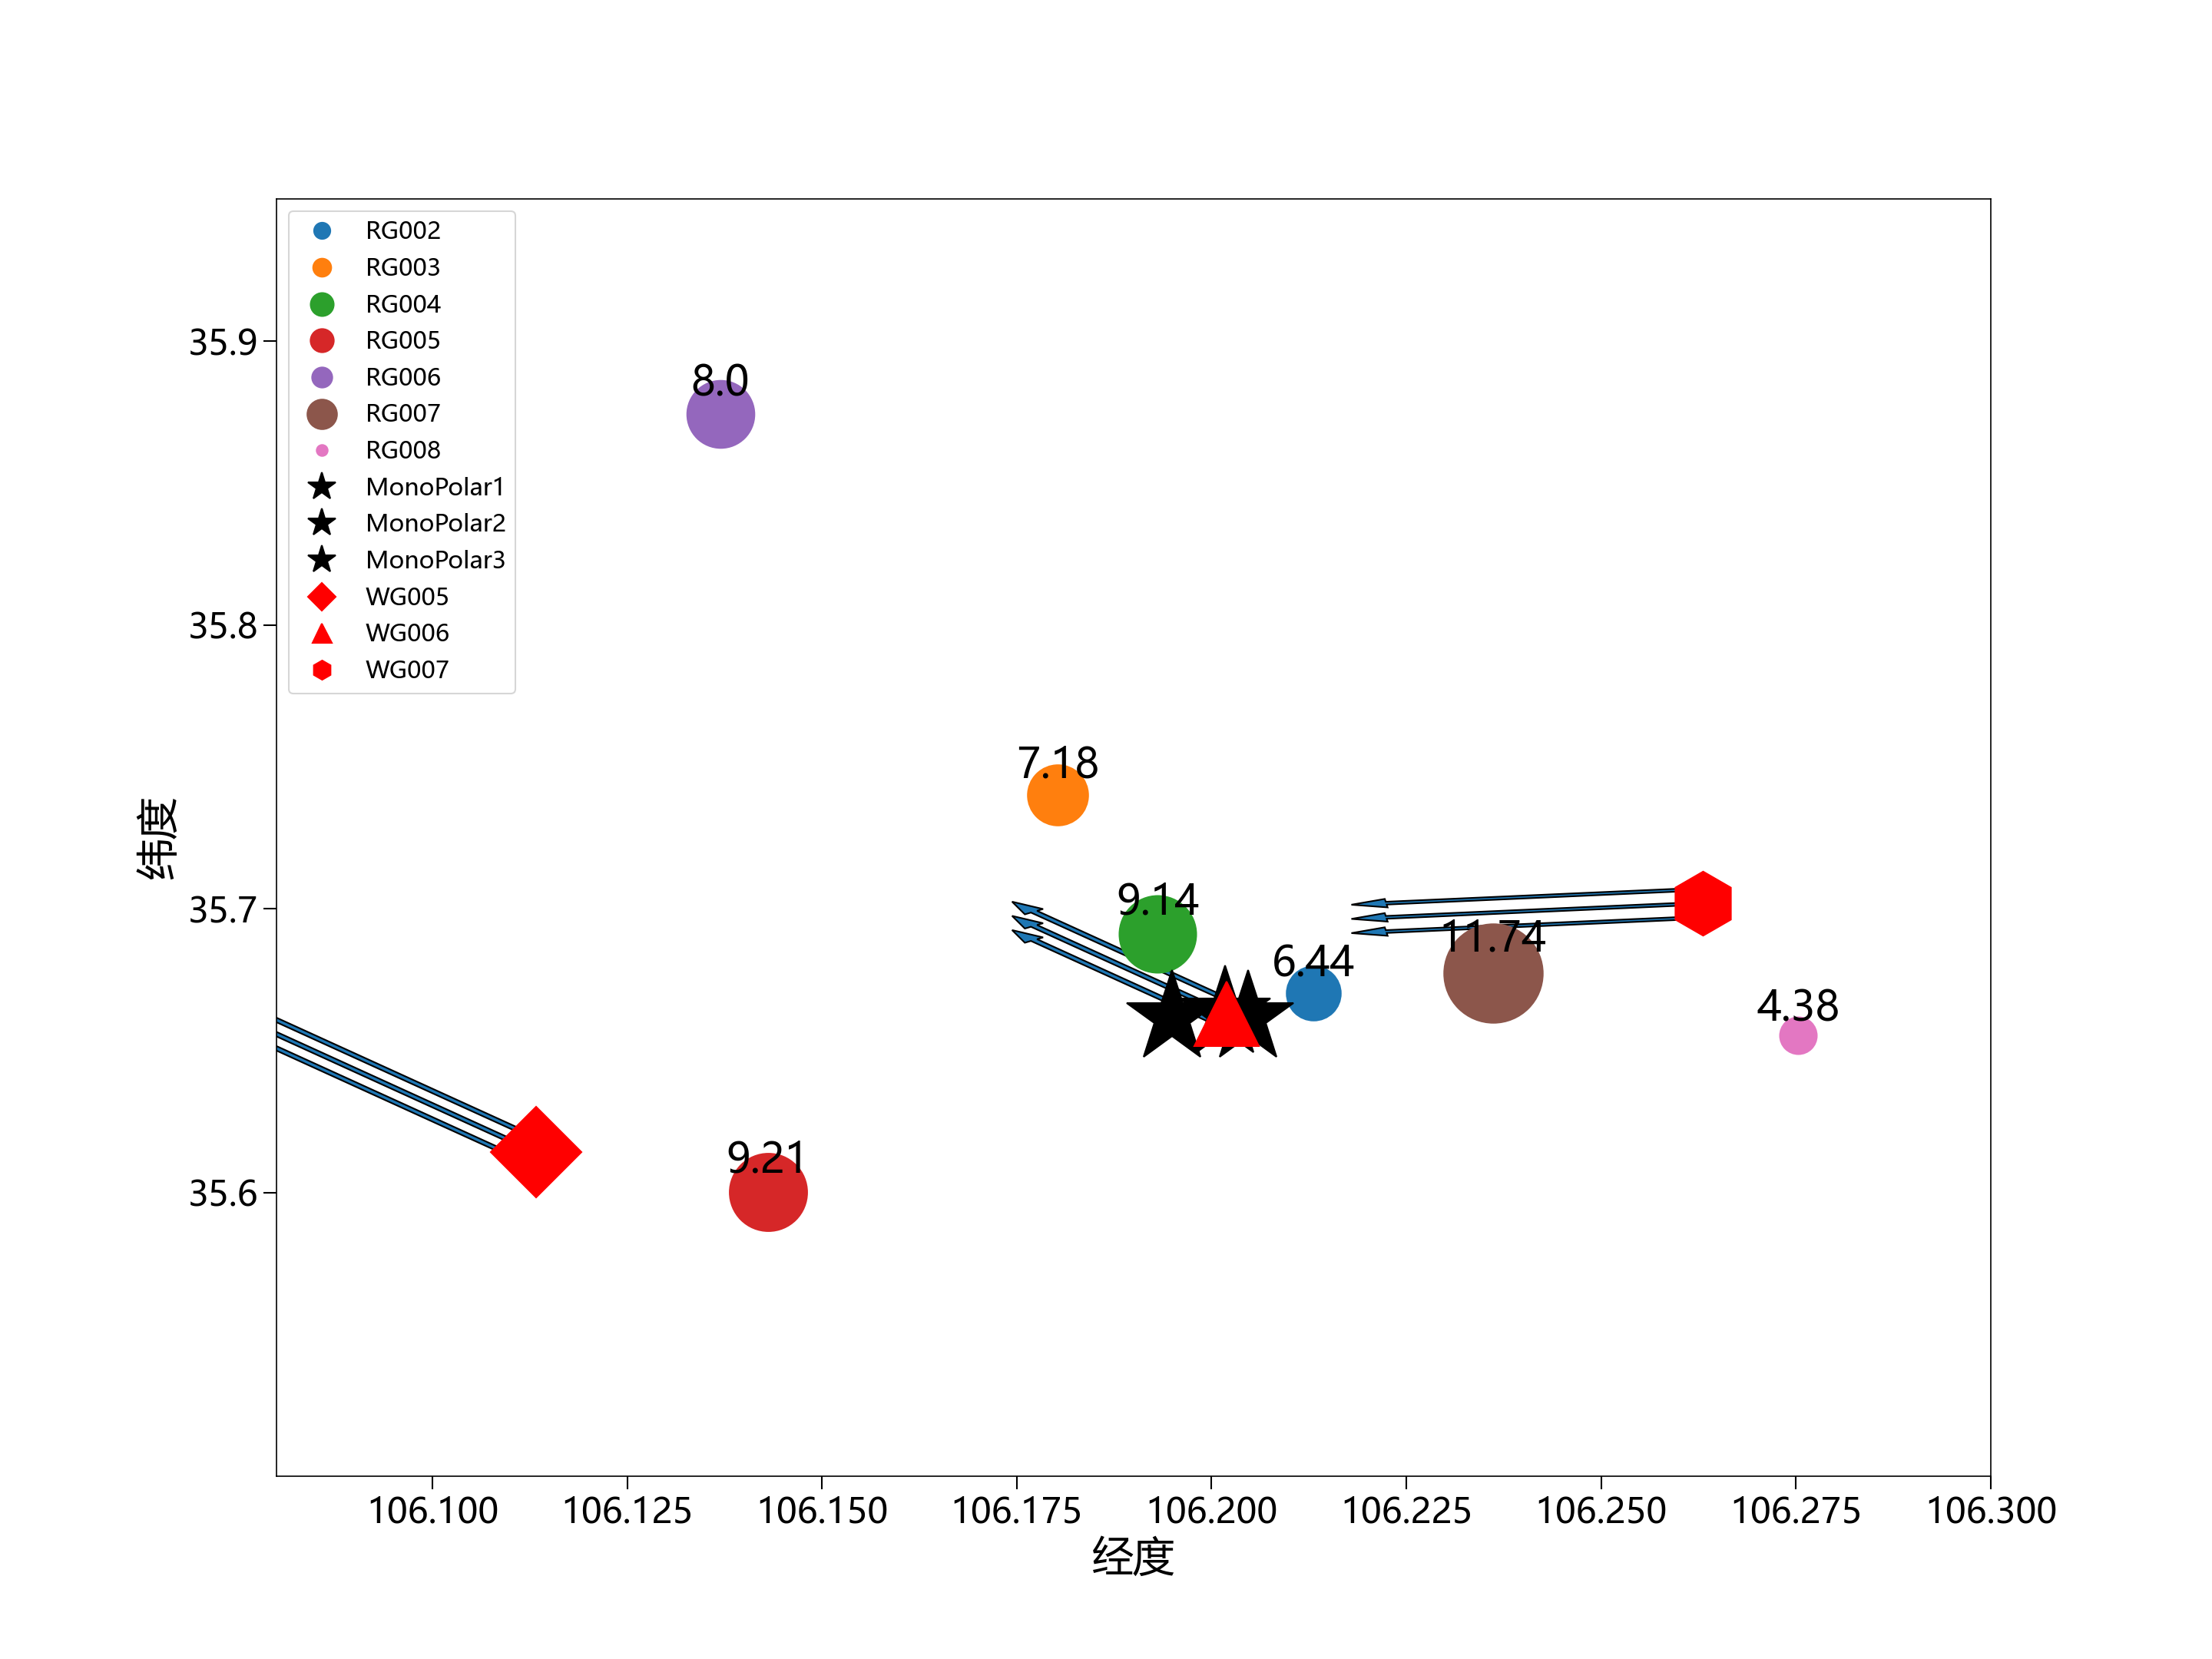 RG002
RG003
RG004
RG005
RG006
RG007
RG008
MonoPolar1
MonoPolar2
MonoPolar3
WG005
WG006
WG007
35.9
35.8
35.7
35.6
纬度
8.0
7.18
9.14
6.44
11.74
4.38
9.21
106.100
106.125
106.150
106.175
106.200
106.225
106.250
106.275
106.300
经度